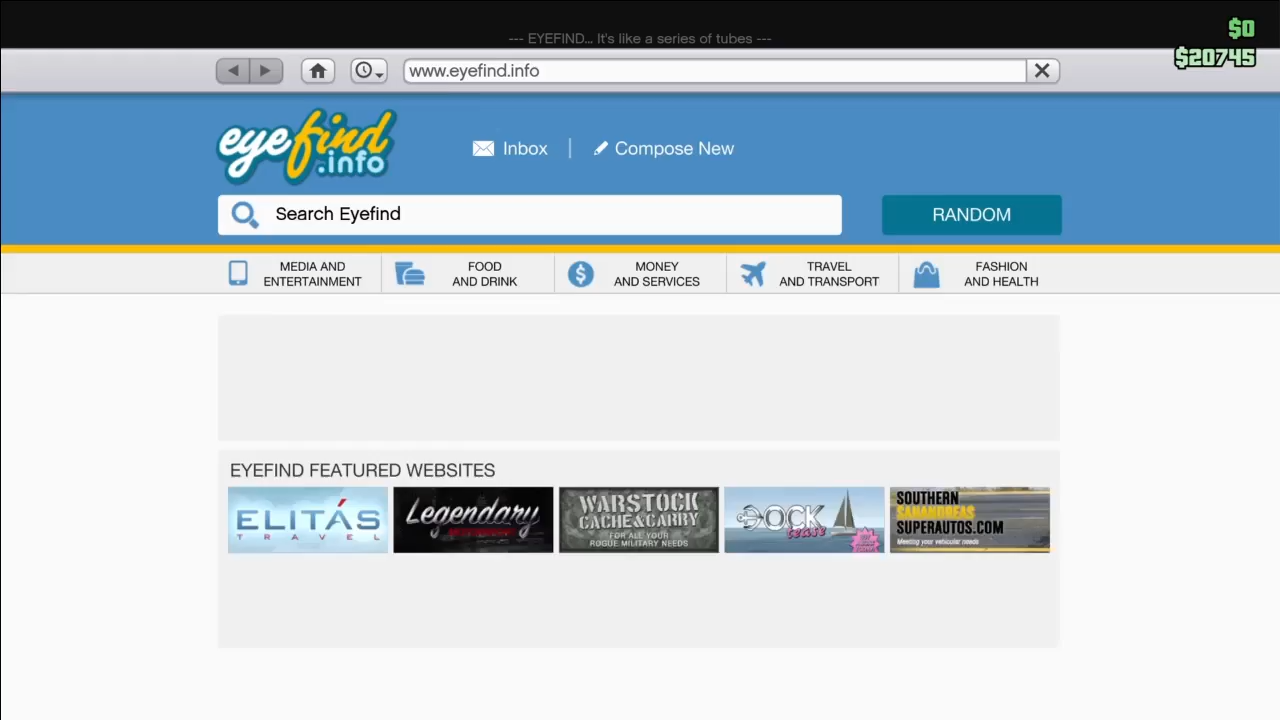 $0
--- EYEFIND... It's like a series of tubes ---
$20745
www.eyefind.info
eyefind
.info
Inbox
Compose New
Search Eyefind
RANDOM
MEDIA AND
ENTERTAINMENT
FOOD
AND DRINK
MONEY
AND SERVICES
TRAVEL
AND TRANSPORT
FASHION
AND HEALTH
EYEFIND FEATURED WEBSITES
ELITÁS
TRAVEL
Legendary
WARSTOCK
CACHE&CARRY
FOR ALL YOUR
ROGUE MILITARY NEEDS
DOCK
tease
SOUTHERN
SANANDREAS
SUPERAUTOS.COM
Meeting your vehicular needs